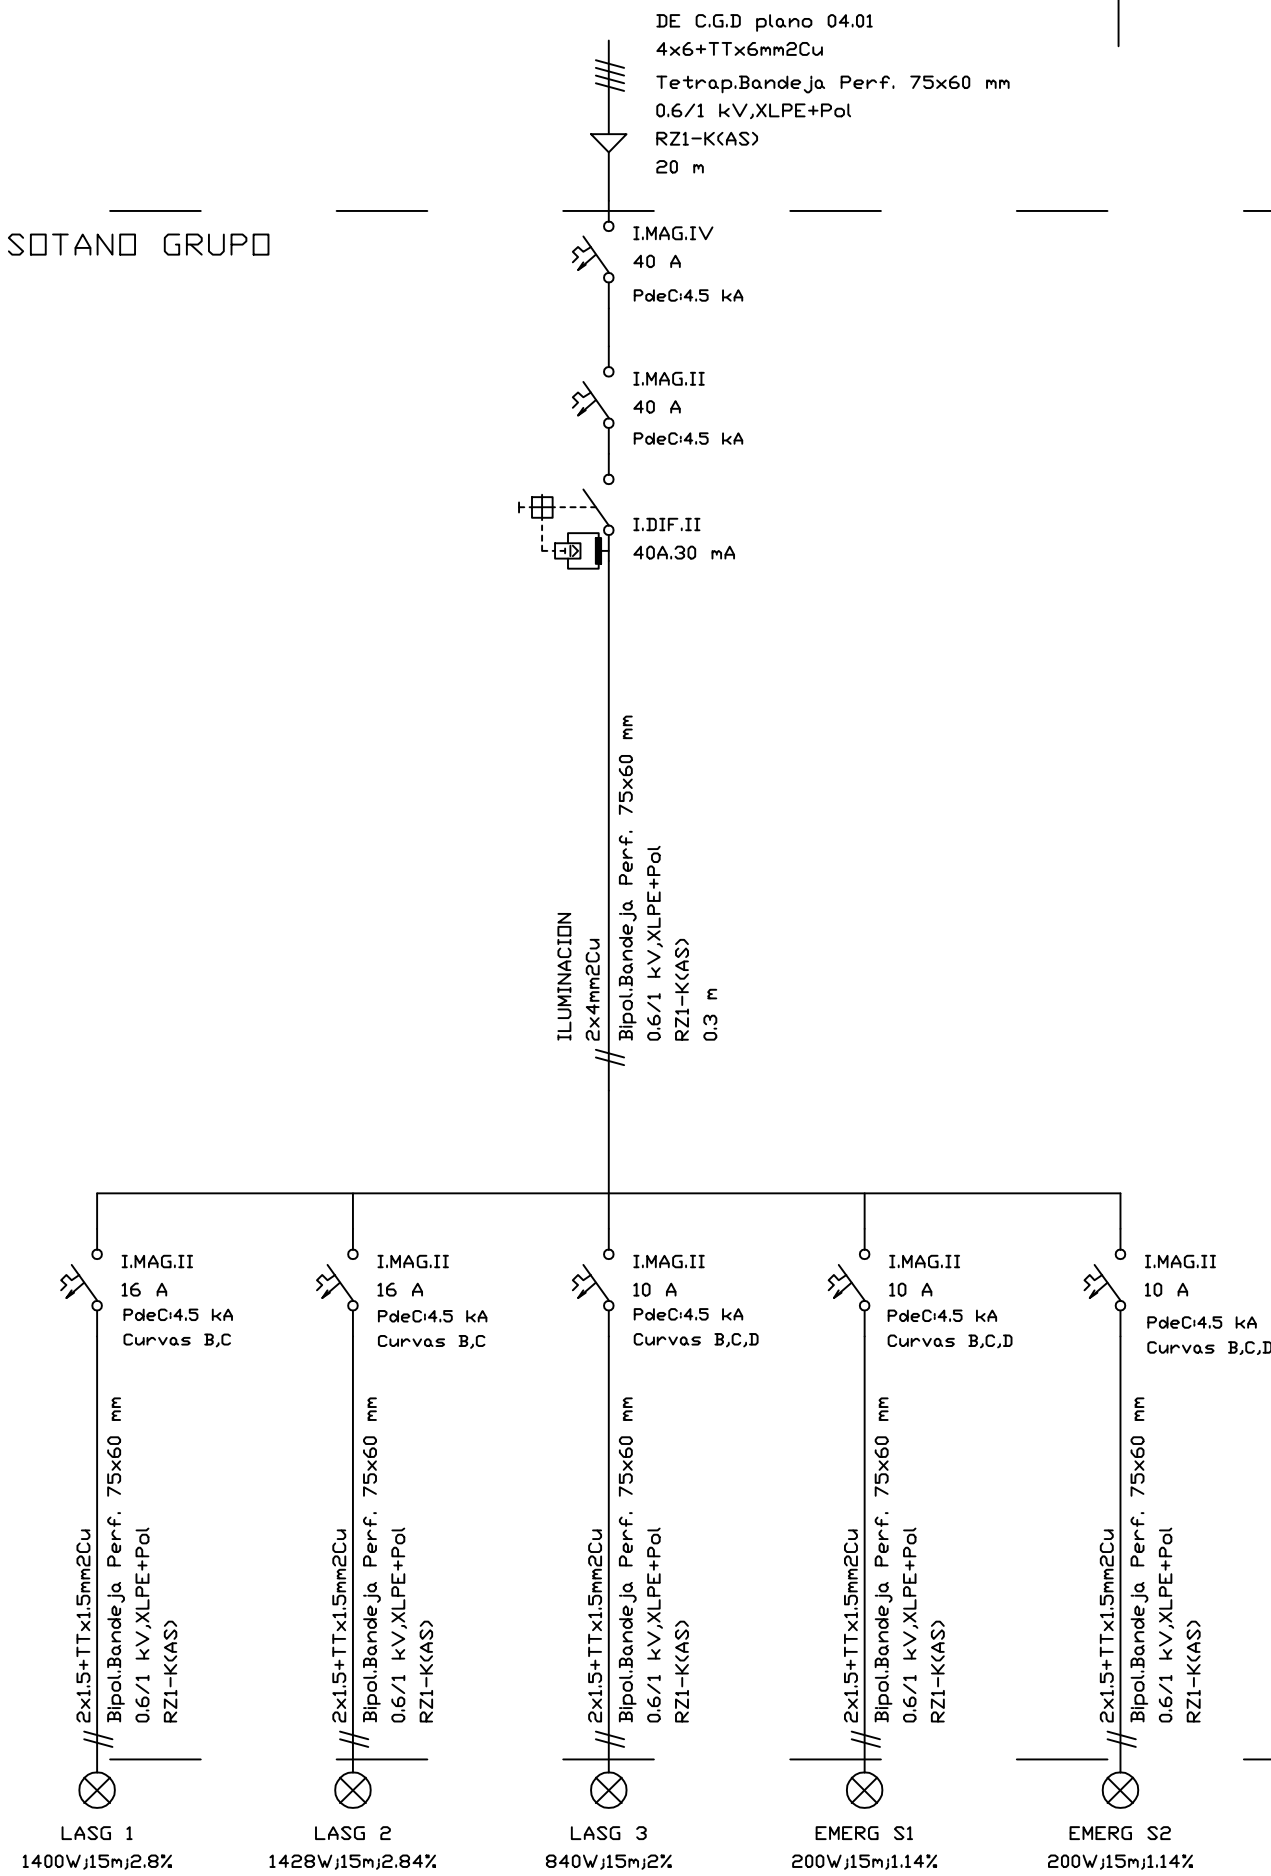 DE C.G.D plano 04.01
4x6+TTx6mm2Cu
Tetrap.Bandeja Perf. 75x60 mm
0.6/1 kV,XLPE+Pol
RZ1-K(AS)
20 m
SOTANO GRUPO
I.MAG.IV
40 A
PdeC:4.5 kA
I.MAG.II
40 A
PdeC:4.5 kA
I.DIF.II
40A.30 mA
ILUMINACION
2x4mm2Cu
Bipol.Bandeja Perf. 75x60 mm
0.6/1 kV,XLPE+Pol
RZ1-K(AS)
0.3 m
I.MAG.II
16 A
PdeC:4.5 kA
Curvas B,C
I.MAG.II
16 A
PdeC:4.5 kA
Curvas B,C
I.MAG.II
10 A
PdeC:4.5 kA
Curvas B,C,D
I.MAG.II
10 A
PdeC:4.5 kA
Curvas B,C,D
I.MAG.II
10 A
PdeC:4.5 kA
Curvas B,C,D
2x1.5+TTx1.5mm2Cu
Bipol.Bandeja Perf. 75x60 mm
0.6/1 kV,XLPE+Pol
RZ1-K(AS)
2x1.5+TTx1.5mm2Cu
Bipol.Bandeja Perf. 75x60 mm
0.6/1 kV,XLPE+Pol
RZ1-K(AS)
2x1.5+TTx1.5mm2Cu
Bipol.Bandeja Perf. 75x60 mm
0.6/1 kV,XLPE+Pol
RZ1-K(AS)
2x1.5+TTx1.5mm2Cu
Bipol.Bandeja Perf. 75x60 mm
0.6/1 kV,XLPE+Pol
RZ1-K(AS)
2x1.5+TTx1.5mm2Cu
Bipol.Bandeja Perf. 75x60 mm
0.6/1 kV,XLPE+Pol
RZ1-K(AS)
LASG 1
1400W;15m;2.8%
LASG 2
1428W;15m;2.84%
LASG 3
840W;15m;2%
EMERG S1
200W;15m;1.14%
EMERG S2
200W;15m;1.14%